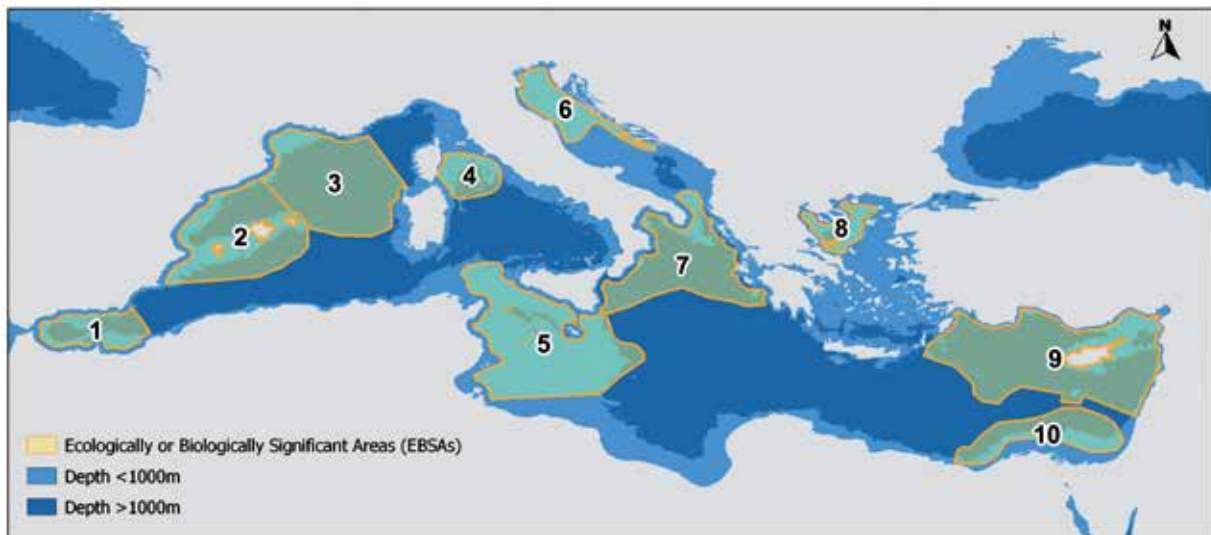 N
6
4
3
2
8
7
1
5
9
10
Ecologically or Biologically Significant Areas (EBSAs)
Depth <1000m
Depth >1000m